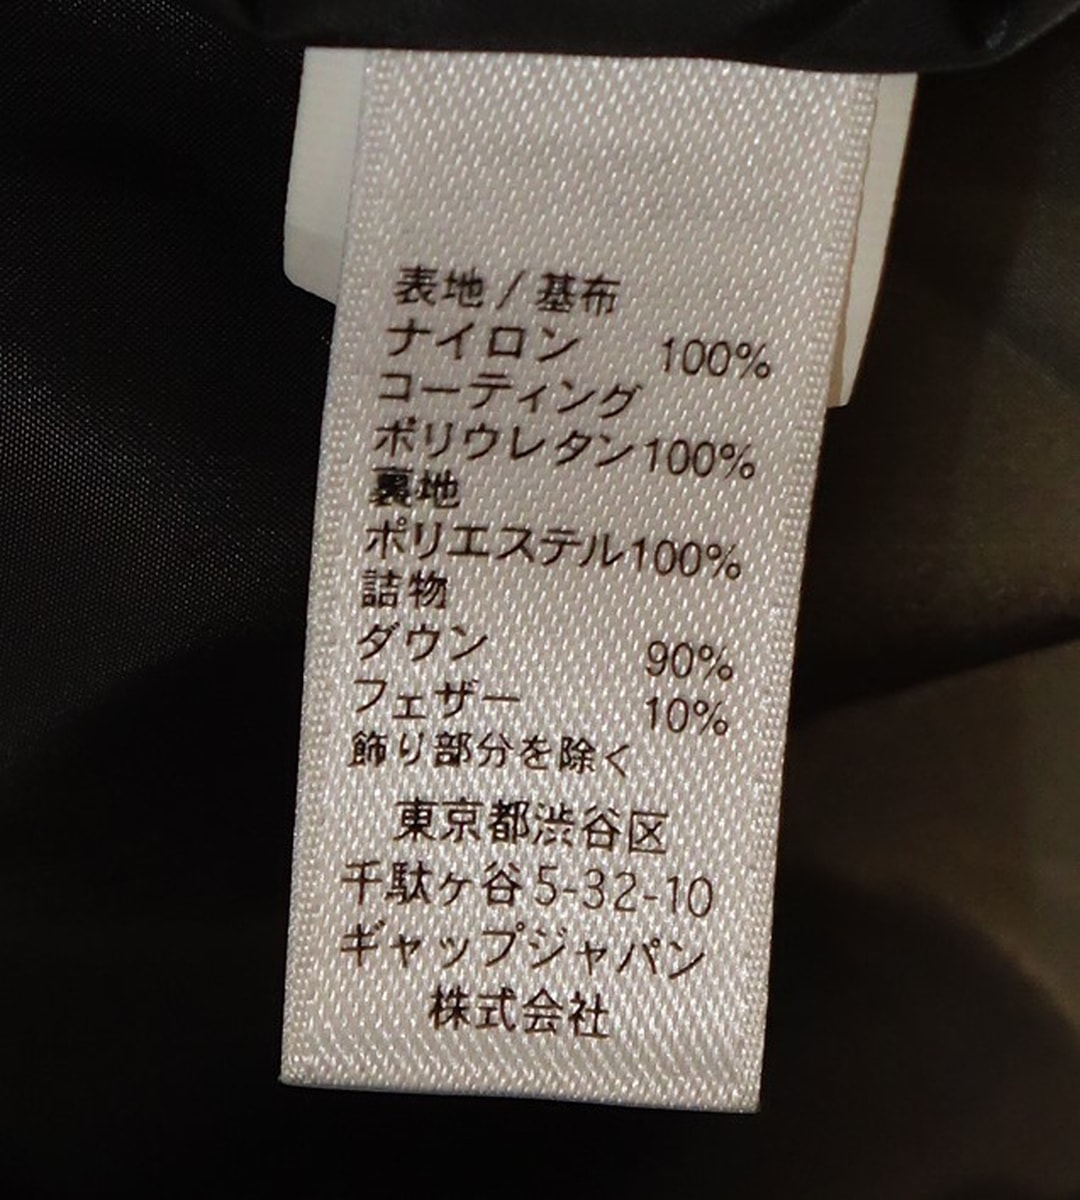 表地 / 基布
ナイロン 100%
コーティング
ポリウレタン100%
裏地
ポリエステル100%
詰物
ダウン 90%
フェザー 10%
飾り部分を除く
東京都渋谷区
千駄ヶ谷5-32-10
ギャップジャパン
株式会社